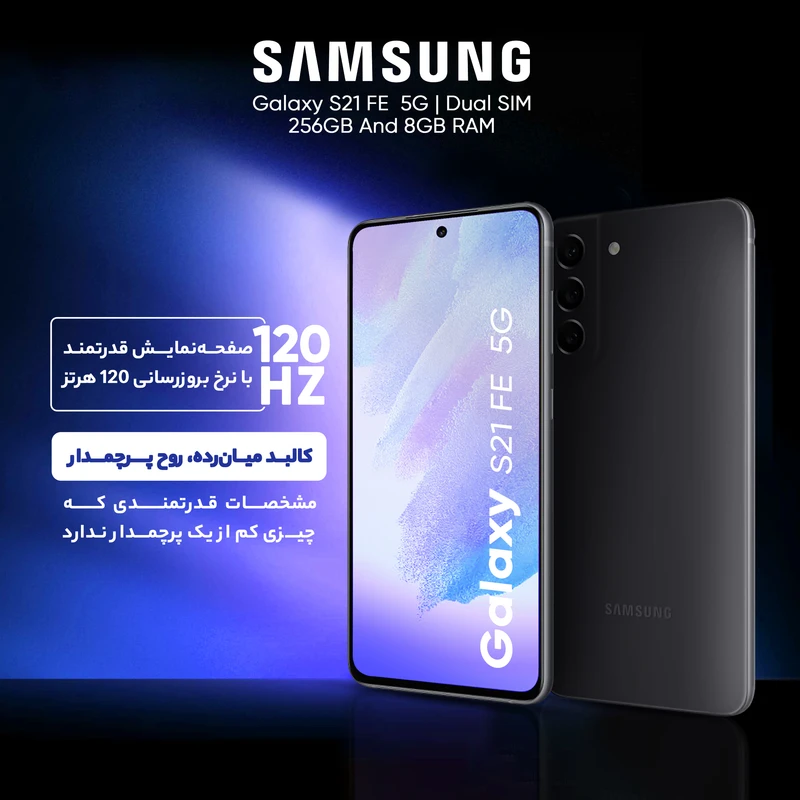 SAMSUNG
Galaxy S21 FE 5G | Dual SIM
256GB And 8GB RAM
120
HZ
صفحه‌نمایش قدرتمند
با نرخ بروزرسانی 120 هرتز
کالبد میان‌رده، روح پرچمدار
مشخصات قدرتمندی که
چیزی کم از یک پرچمدار ندارد
Galaxy S21 FE 5G
SAMSUNG